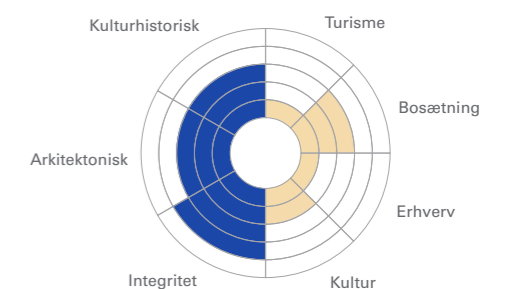 Kulturhistorisk
Turisme
Bosætning
Arkitektonisk
Erhverv
Integritet
Kultur